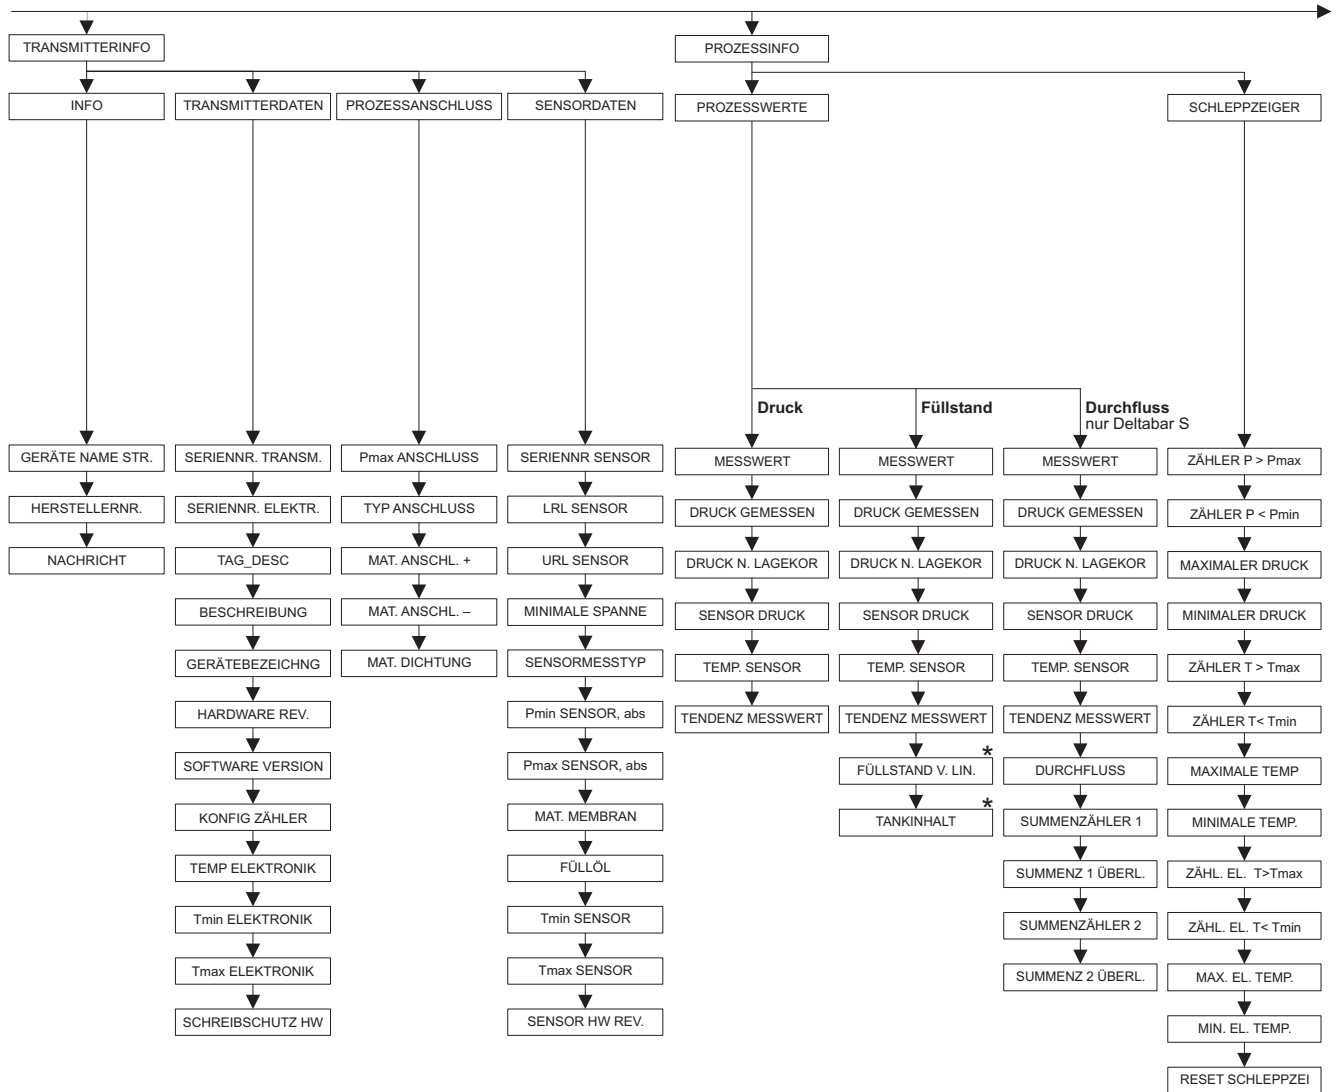 TRANSMITTERINFO
PROZESSINFO
INFO
TRANSMITTERDATEN
PROZESSANSCHLUSS
SENSORDATEN
PROZESSWERTE
SCHLEPPZEIGER
GERÄTE NAME STR.
HERSTELLERNR.
NACHRICHT
SERIENNR. TRANSM.
SERIENNR. ELEKTR.
TAG_DESC
BESCHREIBUNG
GERÄTEBEZEICHNG
HARDWARE REV.
SOFTWARE VERSION
KONFIG ZÄHLER
TEMP ELEKTRONIK
Tmin ELEKTRONIK
Tmax ELEKTRONIK
SCHREIBSCHUTZ HW
Pmax ANSCHLUSS
TYP ANSCHLUSS
MAT. ANSCHL. +
MAT. ANSCHL. –
MAT. DICHTUNG
SERIENNR SENSOR
LRL SENSOR
URL SENSOR
MINIMALE SPANNE
SENSORMESSTYP
Pmin SENSOR, abs
Pmax SENSOR, abs
MAT. MEMBRAN
FÜLLÖL
Tmin SENSOR
Tmax SENSOR
SENSOR HW REV.
Druck
MESSWERT
DRUCK GEMESSEN
DRUCK N. LAGEKOR
SENSOR DRUCK
TEMP. SENSOR
TENDENZ MESSWERT
Füllstand
MESSWERT
DRUCK GEMESSEN
DRUCK N. LAGEKOR
SENSOR DRUCK
TEMP. SENSOR
TENDENZ MESSWERT
*
FÜLLSTAND V. LIN.
*
TANKINHALT
Durchfluss
nur Deltabar S
MESSWERT
DRUCK GEMESSEN
DRUCK N. LAGEKOR
SENSOR DRUCK
TEMP. SENSOR
TENDENZ MESSWERT
DURCHFLUSS
SUMMENZÄHLER 1
SUMMENZ 1 ÜBERL.
SUMMENZÄHLER 2
SUMMENZ 2 ÜBERL.
ZÄHLER P > Pmax
ZÄHLER P < Pmin
MAXIMALER DRUCK
MINIMALER DRUCK
ZÄHLER T > Tmax
ZÄHLER T< Tmin
MAXIMALE TEMP
MINIMALE TEMP.
ZÄHL. EL. T>Tmax
ZÄHL. EL. T< Tmin
MAX. EL. TEMP.
MIN. EL. TEMP.
RESET SCHLEPPZEI